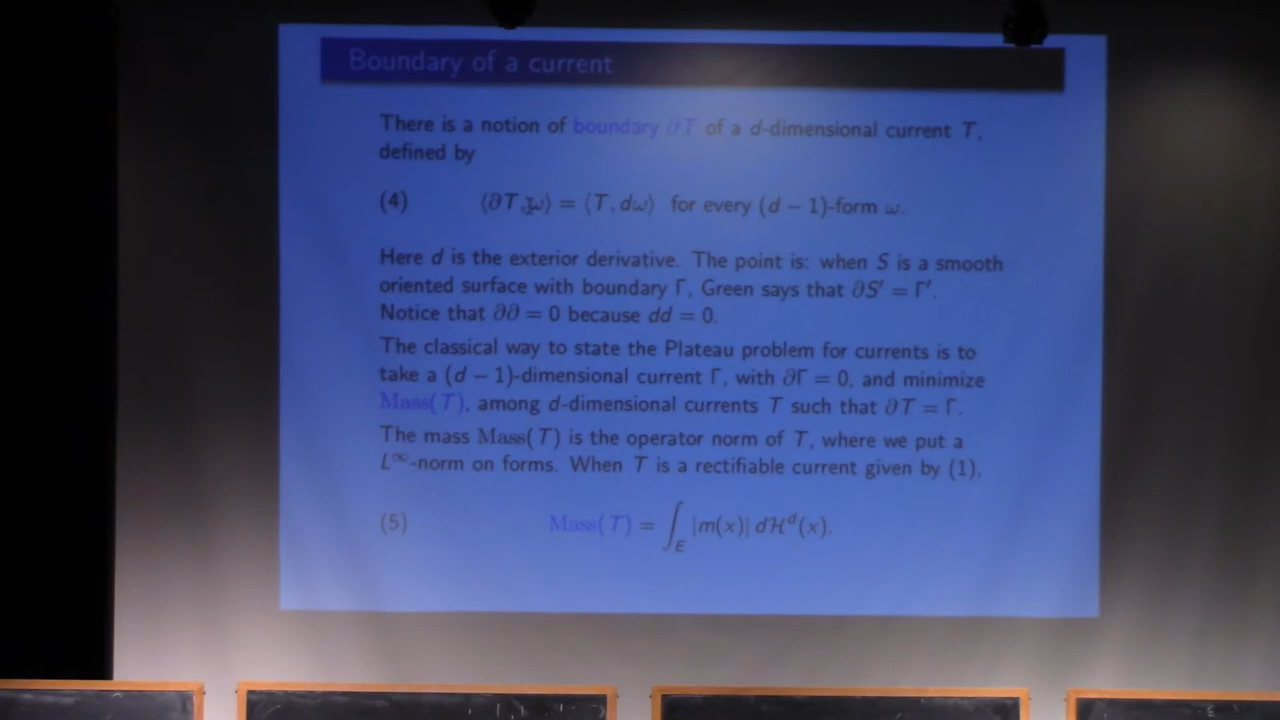 Boundary of a current
There is a notion of boundary ∂T of a d-dimensional current T,
defined by
(4) ⟨∂T, ω⟩ = ⟨T, dω⟩ for every (d − 1)-form ω.
Here d is the exterior derivative. The point is: when S is a smooth
oriented surface with boundary Γ, Green says that ∂S′ = Γ′.
Notice that ∂∂ = 0 because dd = 0.
The classical way to state the Plateau problem for currents is to
take a (d − 1)-dimensional current Γ, with ∂Γ = 0, and minimize
Mass(T), among d-dimensional currents T such that ∂T = Γ.
The mass Mass(T) is the operator norm of T, where we put a
L∞-norm on forms. When T is a rectifiable current given by (1),
(5) Mass(T) = ∫_E |m(x)| dℋᵈ(x).